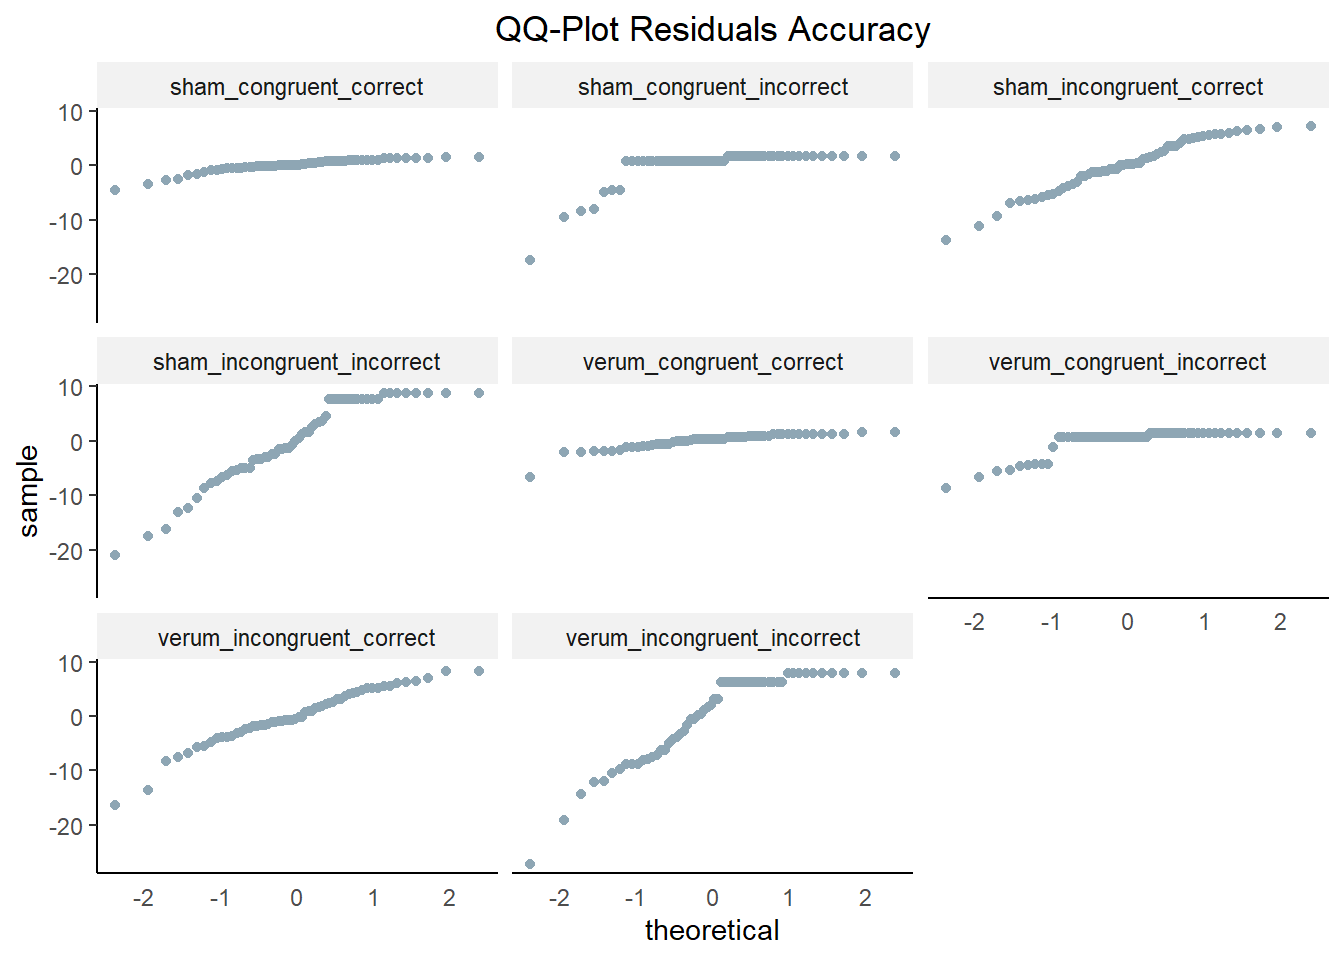 QQ-Plot Residuals Accuracy
sham_congruent_correct
sham_congruent_incorrect
sham_incongruent_correct
10
0
-10
-20
sham_incongruent_incorrect
verum_congruent_correct
verum_congruent_incorrect
10
0
-10
-20
sample
-2 -1 0 1 2
verum_incongruent_correct
verum_incongruent_incorrect
10
0
-10
-20
-2 -1 0 1 2
-2 -1 0 1 2
theoretical